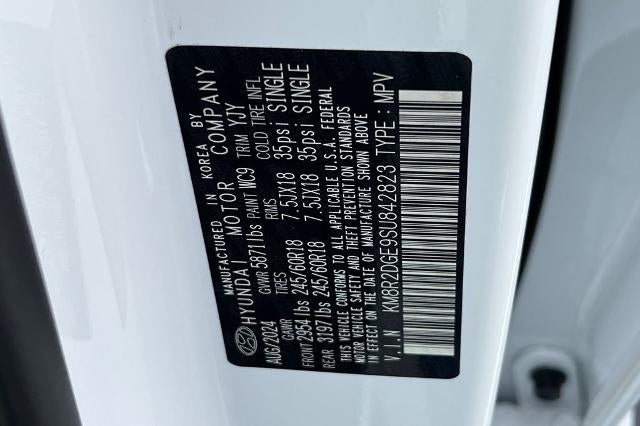 MANUFACTURED IN KOREA BY
HYUNDAI MOTOR COMPANY
AUG/2024 GVWR 5871lbs PAINT WC9 TRIM YJY
GAWR TIRES RIMS COLD TIRE INFL
FRONT 2954lbs 245/60R18 7.5JX18 35psi SINGLE
REAR 3197lbs 245/60R18 7.5JX18 35psi SINGLE
THIS VEHICLE CONFORMS TO ALL APPLICABLE U.S.A. FEDERAL
MOTOR VEHICLE SAFETY AND THEFT PREVENTION STANDARDS
IN EFFECT ON THE DATE OF MANUFACTURE SHOWN ABOVE
V.I.N KM8R2DGE9SU842823 TYPE : MPV